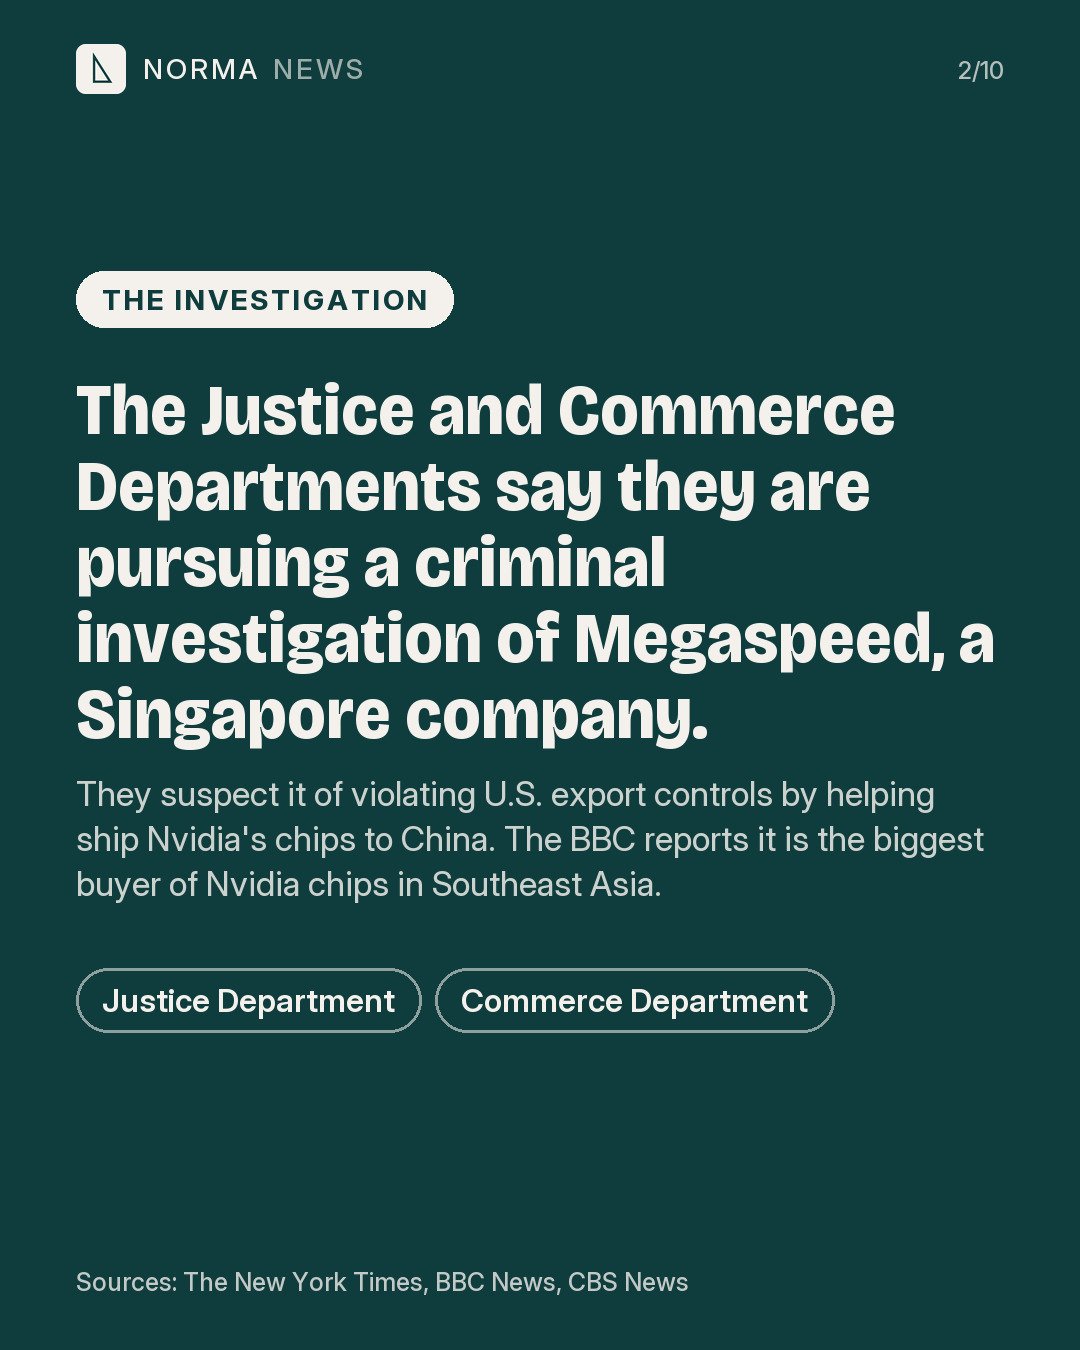 NORMA NEWS
2/10
THE INVESTIGATION
The Justice and Commerce
Departments say they are
pursuing a criminal
investigation of Megaspeed, a
Singapore company.
They suspect it of violating U.S. export controls by helping
ship Nvidia's chips to China. The BBC reports it is the biggest
buyer of Nvidia chips in Southeast Asia.
Justice Department
Commerce Department
Sources: The New York Times, BBC News, CBS News